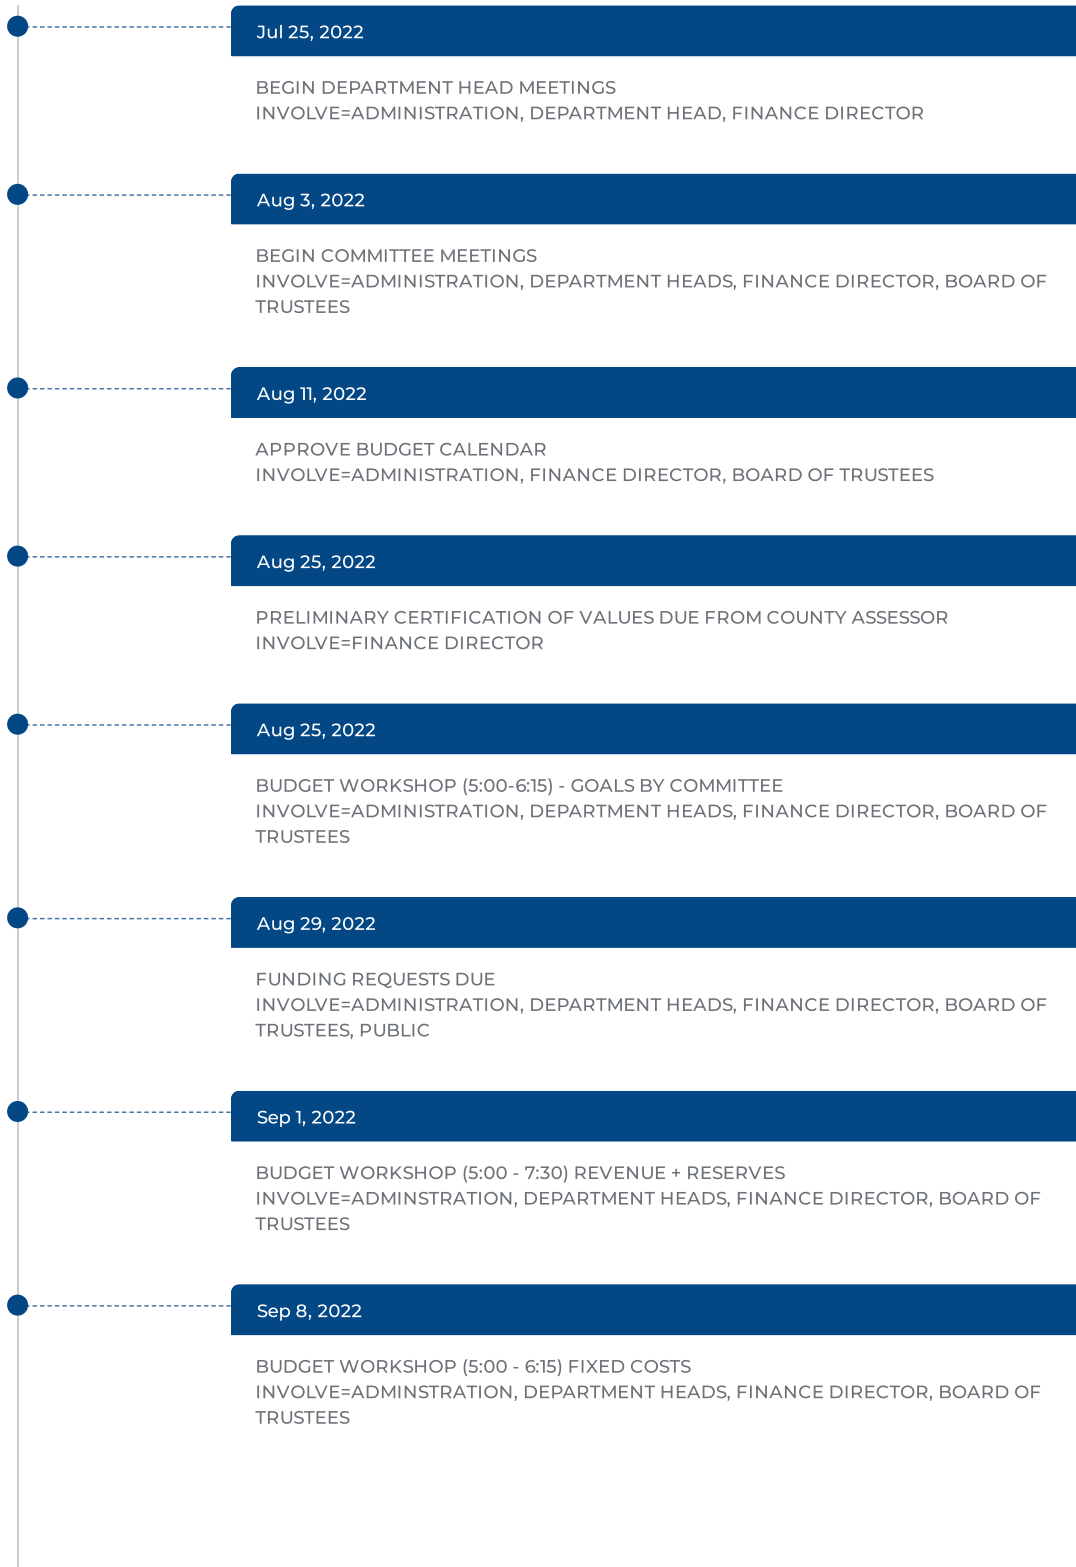 Jul 25, 2022
BEGIN DEPARTMENT HEAD MEETINGS
INVOLVE=ADMINISTRATION, DEPARTMENT HEAD, FINANCE DIRECTOR
Aug 3, 2022
BEGIN COMMITTEE MEETINGS
INVOLVE=ADMINISTRATION, DEPARTMENT HEADS, FINANCE DIRECTOR, BOARD OF
TRUSTEES
Aug 11, 2022
APPROVE BUDGET CALENDAR
INVOLVE=ADMINISTRATION, FINANCE DIRECTOR, BOARD OF TRUSTEES
Aug 25, 2022
PRELIMINARY CERTIFICATION OF VALUES DUE FROM COUNTY ASSESSOR
INVOLVE=FINANCE DIRECTOR
Aug 25, 2022
BUDGET WORKSHOP (5:00-6:15) - GOALS BY COMMITTEE
INVOLVE=ADMINISTRATION, DEPARTMENT HEADS, FINANCE DIRECTOR, BOARD OF
TRUSTEES
Aug 29, 2022
FUNDING REQUESTS DUE
INVOLVE=ADMINISTRATION, DEPARTMENT HEADS, FINANCE DIRECTOR, BOARD OF
TRUSTEES, PUBLIC
Sep 1, 2022
BUDGET WORKSHOP (5:00 - 7:30) REVENUE + RESERVES
INVOLVE=ADMINSTRATION, DEPARTMENT HEADS, FINANCE DIRECTOR, BOARD OF
TRUSTEES
Sep 8, 2022
BUDGET WORKSHOP (5:00 - 6:15) FIXED COSTS
INVOLVE=ADMINSTRATION, DEPARTMENT HEADS, FINANCE DIRECTOR, BOARD OF
TRUSTEES